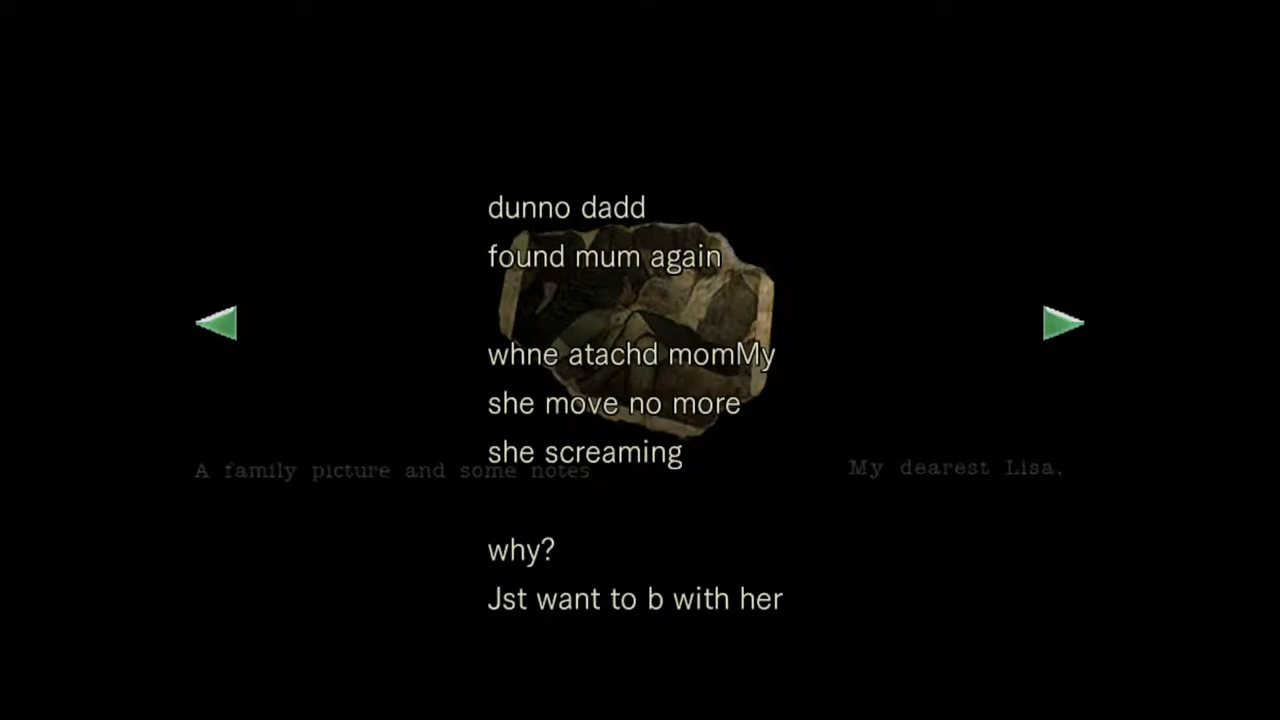 dunno dadd
found mum again
whne atachd momMy
she move no more
she screaming
A family picture and some notes
My dearest Lisa,
why?
Jst want to b with her